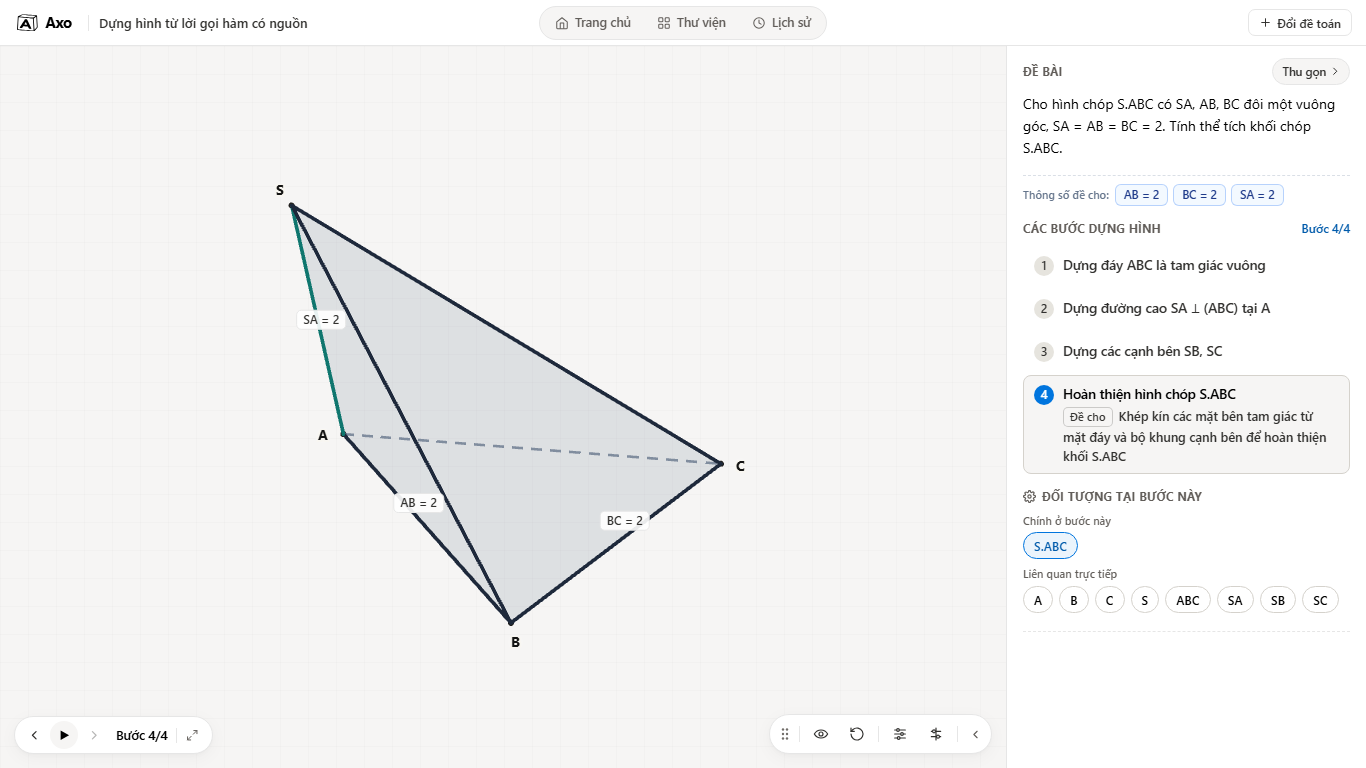 Axo
Dựng hình từ lời gọi hàm có nguồn
Trang chủ
Thư viện
Lịch sử
Đổi đề toán
S
SA = 2
A
C
AB = 2
BC = 2
B
Bước 4/4
ĐỀ BÀI
Thu gọn
Cho hình chóp S.ABC có SA, AB, BC đôi một vuông
góc, SA = AB = BC = 2. Tính thể tích khối chóp
S.ABC.
Thông số đề cho: AB = 2 BC = 2 SA = 2
CÁC BƯỚC DỰNG HÌNH
Bước 4/4
1 Dựng đáy ABC là tam giác vuông
2 Dựng đường cao SA ⊥ (ABC) tại A
3 Dựng các cạnh bên SB, SC
4 Hoàn thiện hình chóp S.ABC
Đề cho Khép kín các mặt bên tam giác từ
mặt đáy và bộ khung cạnh bên để hoàn thiện
khối S.ABC
ĐỐI TƯỢNG TẠI BƯỚC NÀY
Chính ở bước này
S.ABC
Liên quan trực tiếp
A B C S ABC SA SB SC